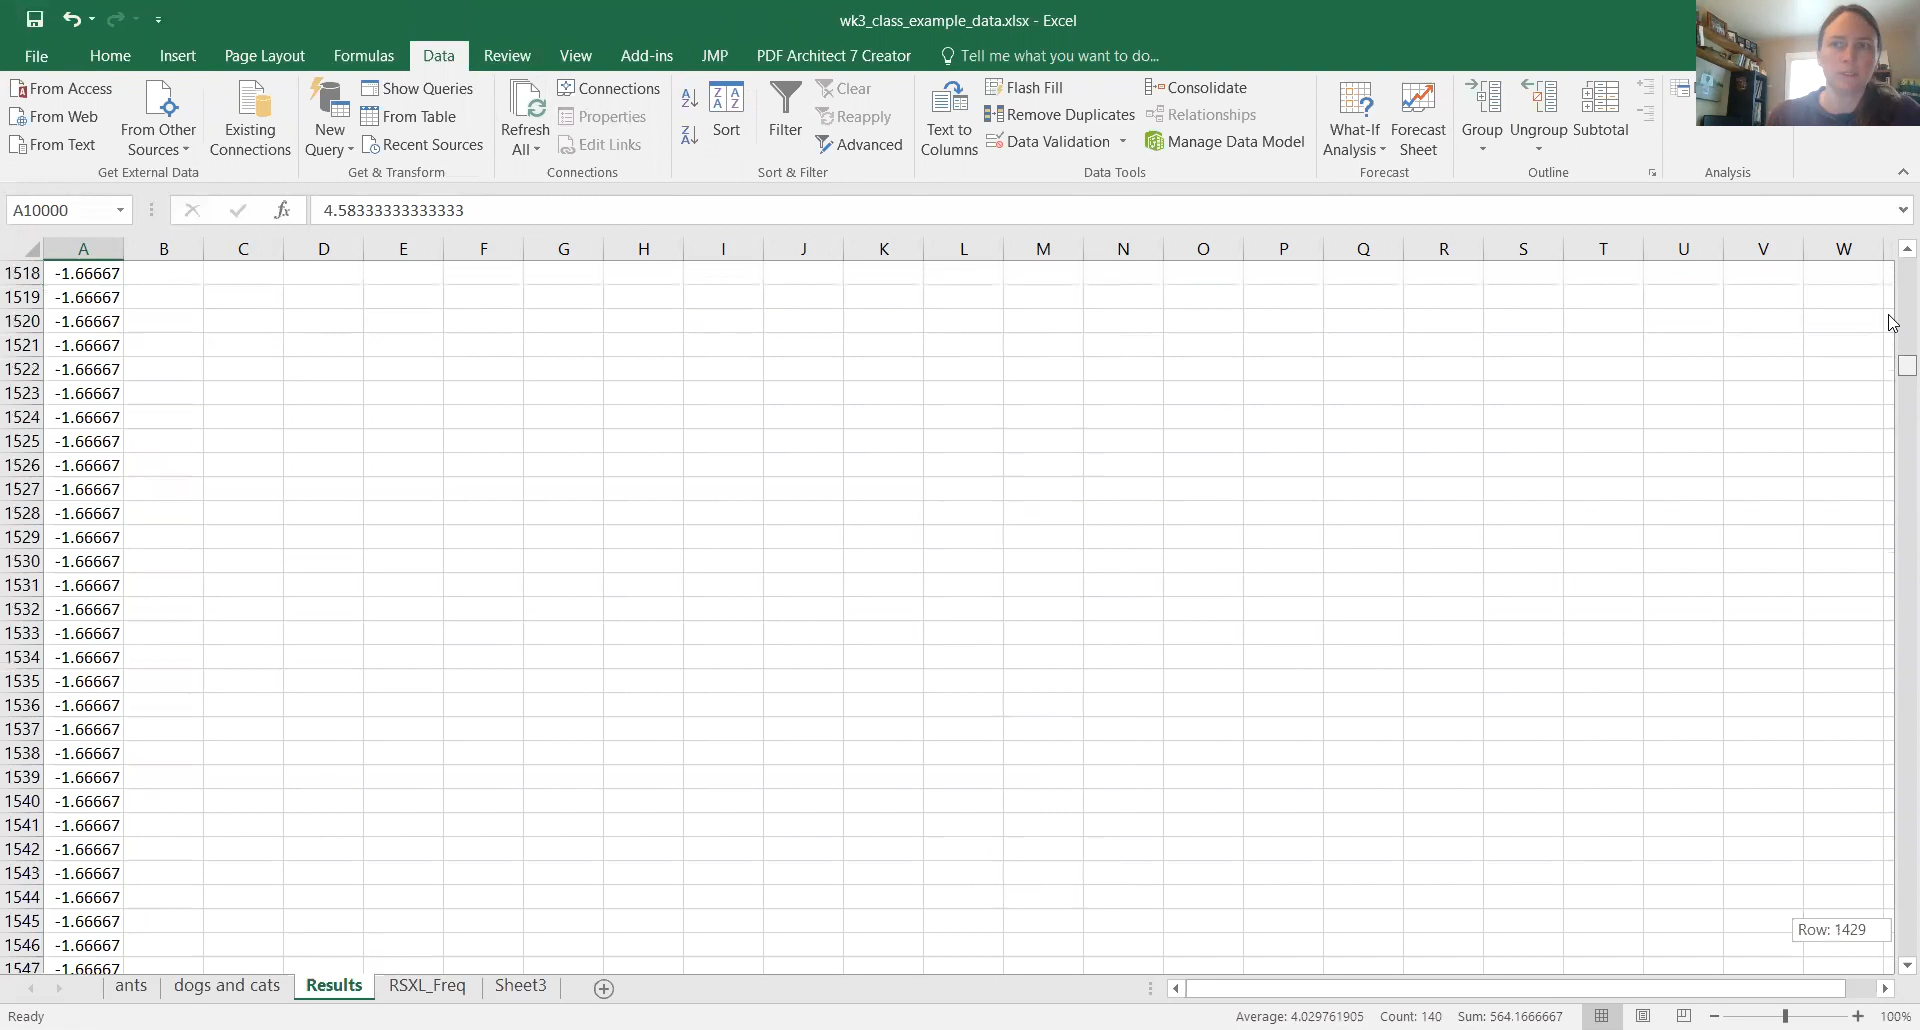 wk3_class_example_data.xlsx - Excel
File Home Insert Page Layout Formulas Data Review View Add-ins JMP PDF Architect 7 Creator Tell me what you want to do...
From Access
From Web
From Text
From Other Sources
Existing Connections
Get External Data
New Query
Show Queries
From Table
Recent Sources
Get & Transform
Refresh All
Connections
Properties
Edit Links
Connections
Sort
Filter
Clear
Reapply
Advanced
Sort & Filter
Text to Columns
Flash Fill
Remove Duplicates
Data Validation
Consolidate
Relationships
Manage Data Model
Data Tools
What-If Analysis
Forecast Sheet
Forecast
Group
Ungroup
Subtotal
Outline
Analysis
A10000 fx 4.58333333333333
A B C D E F G H I J K L M N O P Q R S T U V W
1518 -1.66667
1519 -1.66667
1520 -1.66667
1521 -1.66667
1522 -1.66667
1523 -1.66667
1524 -1.66667
1525 -1.66667
1526 -1.66667
1527 -1.66667
1528 -1.66667
1529 -1.66667
1530 -1.66667
1531 -1.66667
1532 -1.66667
1533 -1.66667
1534 -1.66667
1535 -1.66667
1536 -1.66667
1537 -1.66667
1538 -1.66667
1539 -1.66667
1540 -1.66667
1541 -1.66667
1542 -1.66667
1543 -1.66667
1544 -1.66667
1545 -1.66667
1546 -1.66667
1547 -1.66667
Row: 1429
ants dogs and cats Results RSXL_Freq Sheet3
Ready Average: 4.029761905 Count: 140 Sum: 564.1666667 100%